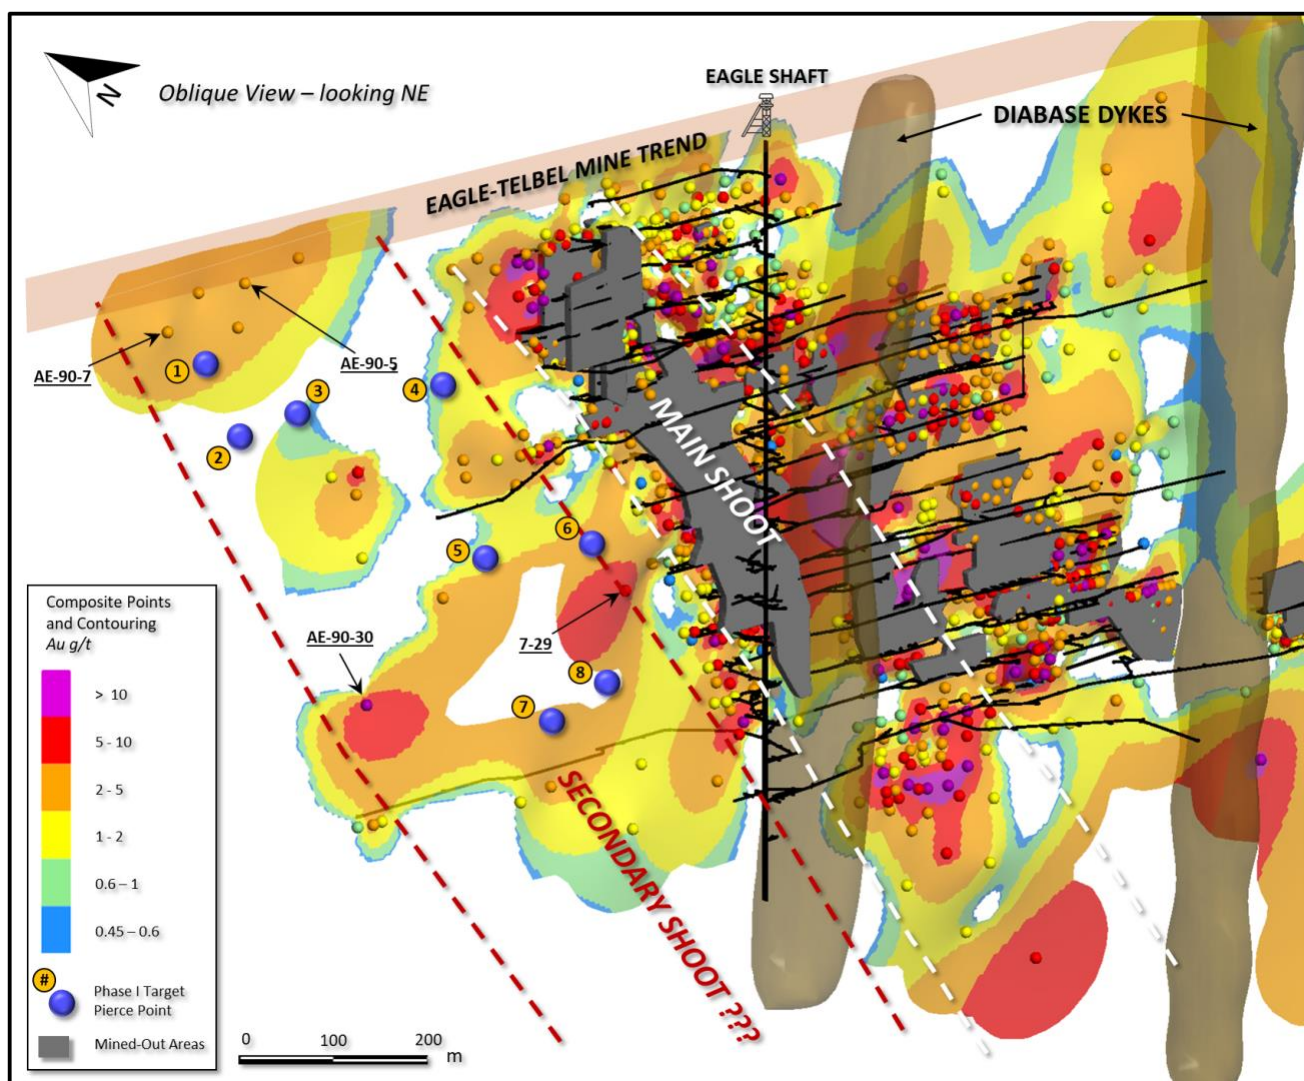 N
Oblique View – looking NE
EAGLE SHAFT
DIABASE DYKES
EAGLE-TELBEL MINE TREND
AE-90-7
AE-90-5
1
2
3
4
MAIN SHOOT
5
6
7-29
AE-90-30
8
7
SECONDARY SHOOT ???
Composite Points
and Contouring
Au g/t
> 10
5 - 10
2 - 5
1 - 2
0.6 – 1
0.45 – 0.6
#
Phase I Target
Pierce Point
Mined-Out Areas
0 100 200
m